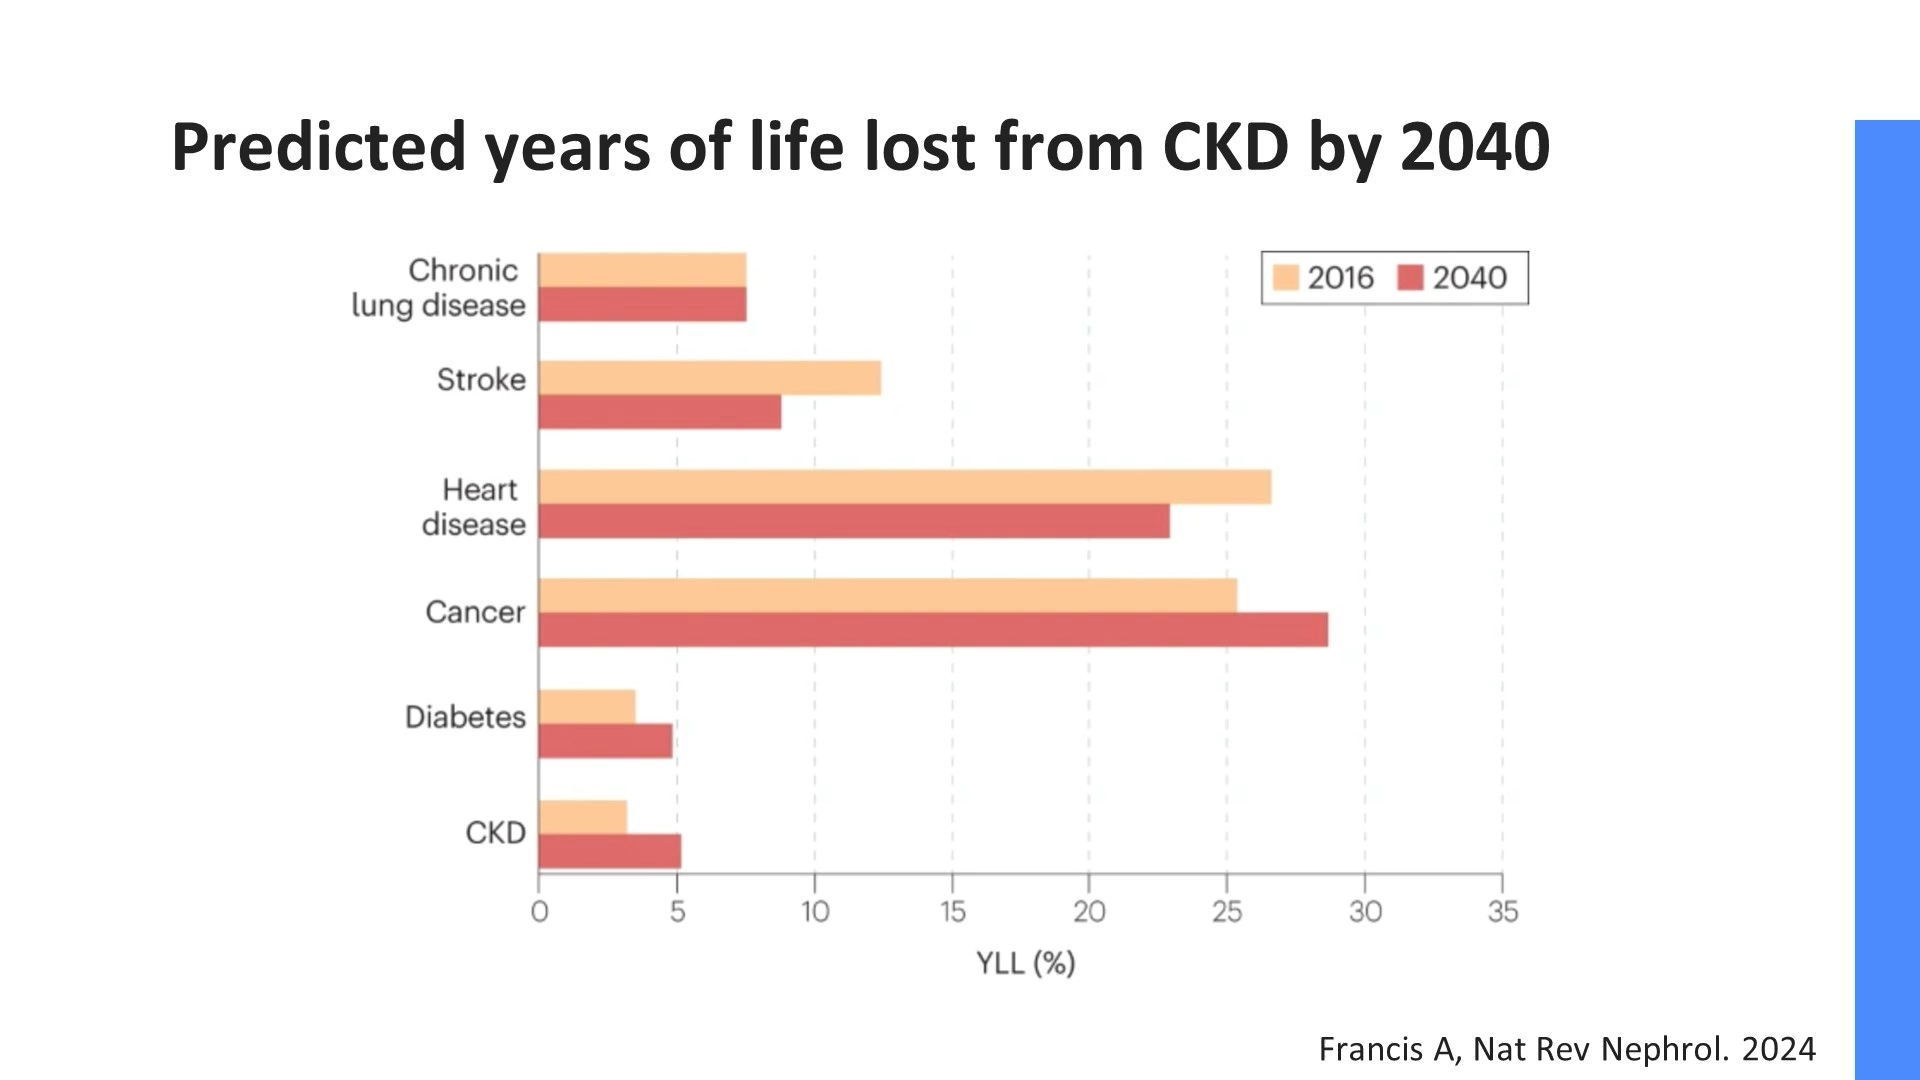 Predicted years of life lost from CKD by 2040
2016 2040
Chronic
lung disease
Stroke
Heart
disease
Cancer
Diabetes
CKD
0 5 10 15 20 25 30 35
YLL (%)
Francis A, Nat Rev Nephrol. 2024